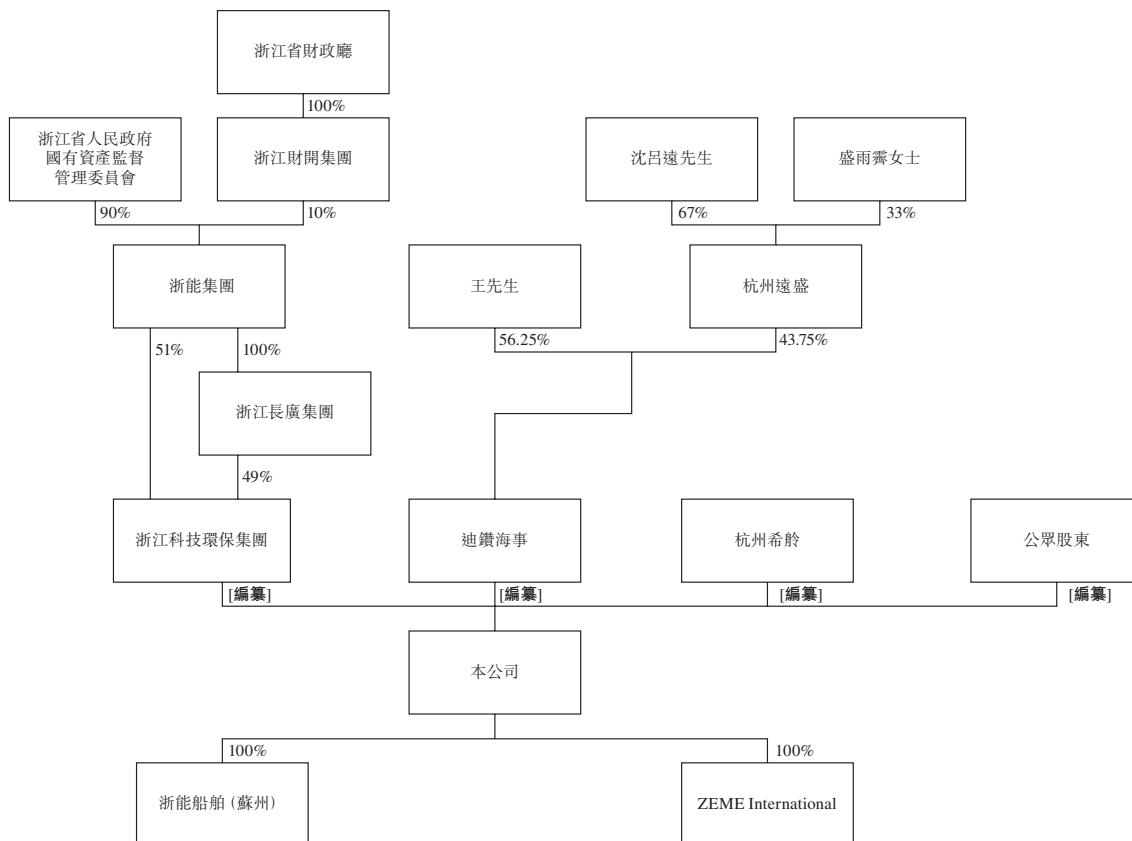 浙江省財政廳
100%
浙江省人民政府
國有資產監督
管理委員會
浙江財開集團
沈呂遠先生
盛雨霽女士
90%
10%
67%
33%
浙能集團
王先生
杭州遠盛
51%
100%
56.25%
43.75%
浙江長廣集團
49%
浙江科技環保集團
迪鑽海事
杭州希舲
公眾股東
[編纂]
[編纂]
[編纂]
[編纂]
本公司
100%
100%
浙能船舶（蘇州）
ZEME International